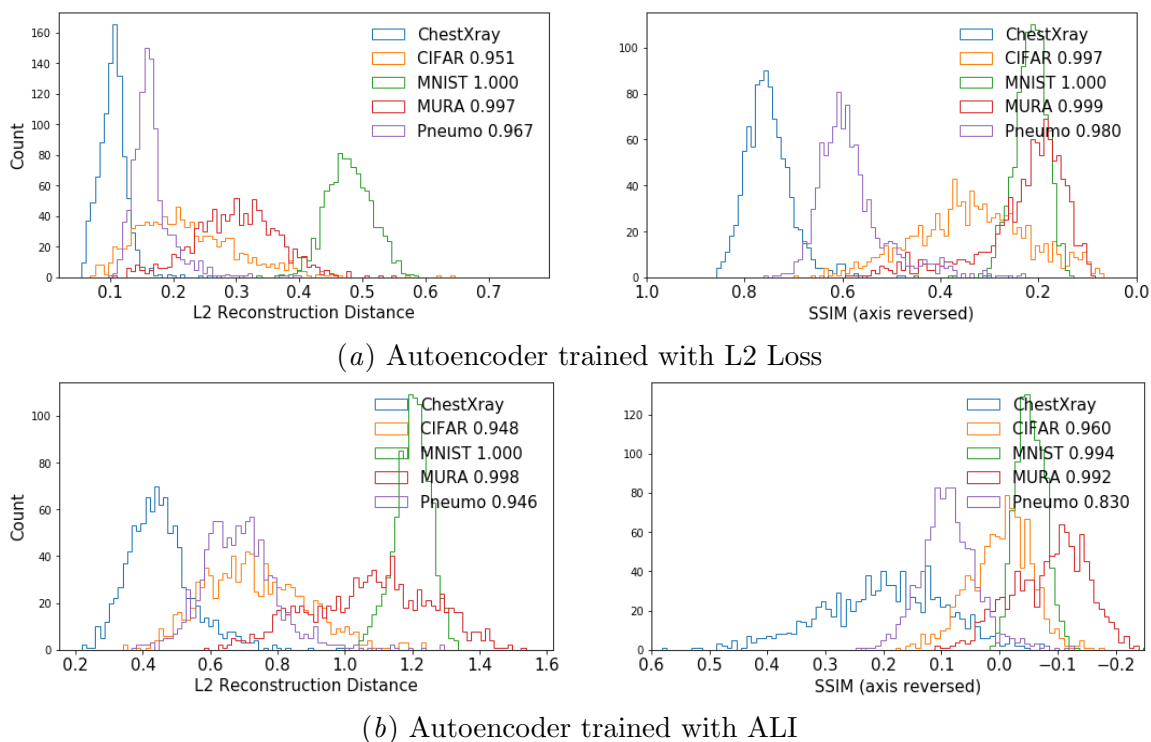 160
140
120
100
80
60
40
20
0
Count
ChestXray
CIFAR 0.951
MNIST 1.000
MURA 0.997
Pneumo 0.967
0.1 0.2 0.3 0.4 0.5 0.6 0.7
L2 Reconstruction Distance
100
80
60
40
20
0
ChestXray
CIFAR 0.997
MNIST 1.000
MURA 0.999
Pneumo 0.980
1.0 0.8 0.6 0.4 0.2 0.0
SSIM (axis reversed)
(a) Autoencoder trained with L2 Loss
100
80
60
40
20
0
Count
ChestXray
CIFAR 0.948
MNIST 1.000
MURA 0.998
Pneumo 0.946
0.2 0.4 0.6 0.8 1.0 1.2 1.4 1.6
L2 Reconstruction Distance
120
100
80
60
40
20
0
ChestXray
CIFAR 0.960
MNIST 0.994
MURA 0.992
Pneumo 0.830
0.6 0.5 0.4 0.3 0.2 0.1 0.0 −0.1 −0.2
SSIM (axis reversed)
(b) Autoencoder trained with ALI